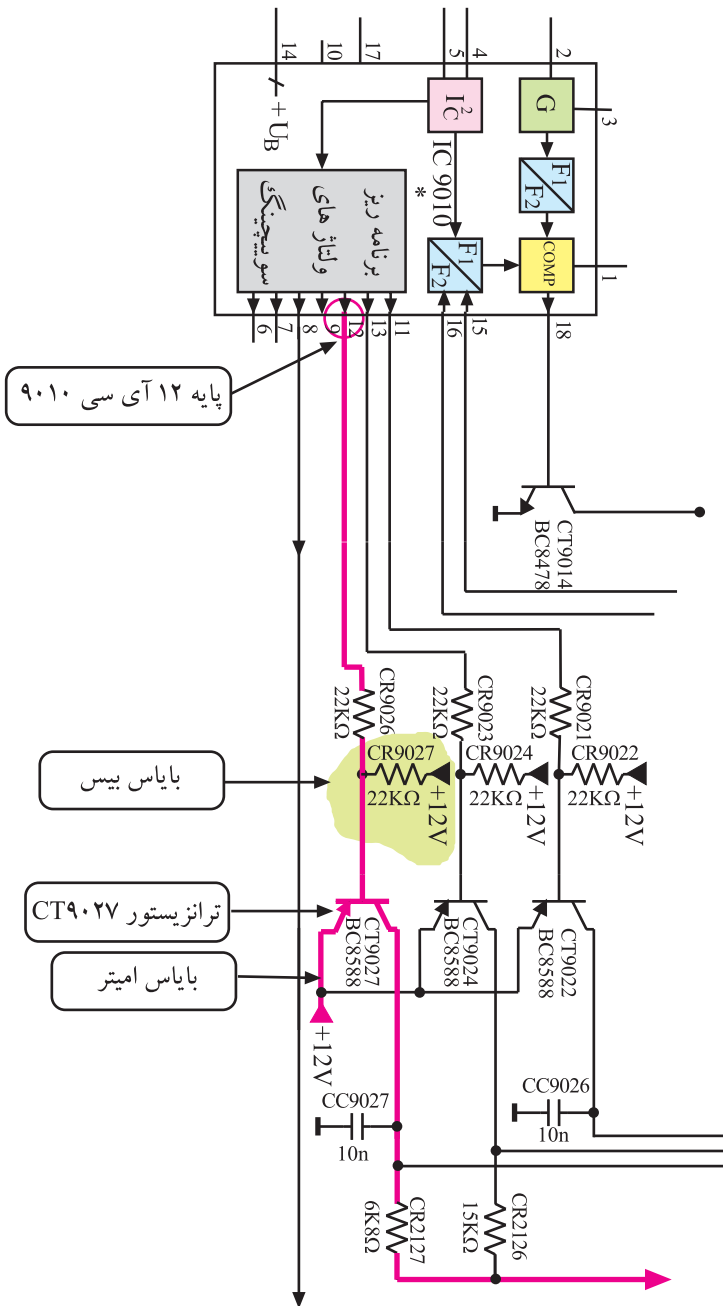 14
10
17
5
4
2
3
+U_B
I²C
G
IC 9010
*
F1
F2
برنامه ریز
ولتاژ های
سوییچینگ
F1
F2
COMP
1
6
7
8
9
12
13
11
16
15
18
پایه ۱۲ آی سی ۹۰۱۰
CT9014
BC8478
CR9026
22KΩ
CR9023
22KΩ
CR9021
22KΩ
CR9027
22KΩ
+12V
CR9024
22KΩ
+12V
CR9022
22KΩ
+12V
بایاس بیس
ترانزیستور CT۹۰۲۷
CT9027
BC8588
CT9024
BC8588
CT9022
BC8588
بایاس امیتر
+12V
CC9027
10n
CC9026
10n
CR2127
6K8Ω
CR2126
15KΩ